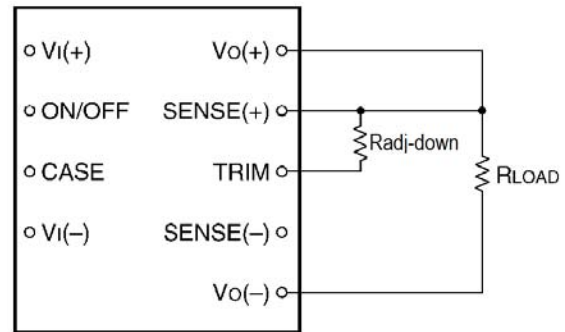 VI(+) VO(+)
ON/OFF SENSE(+)
Radj-down
CASE TRIM
RLOAD
VI(–) SENSE(–)
VO(–)